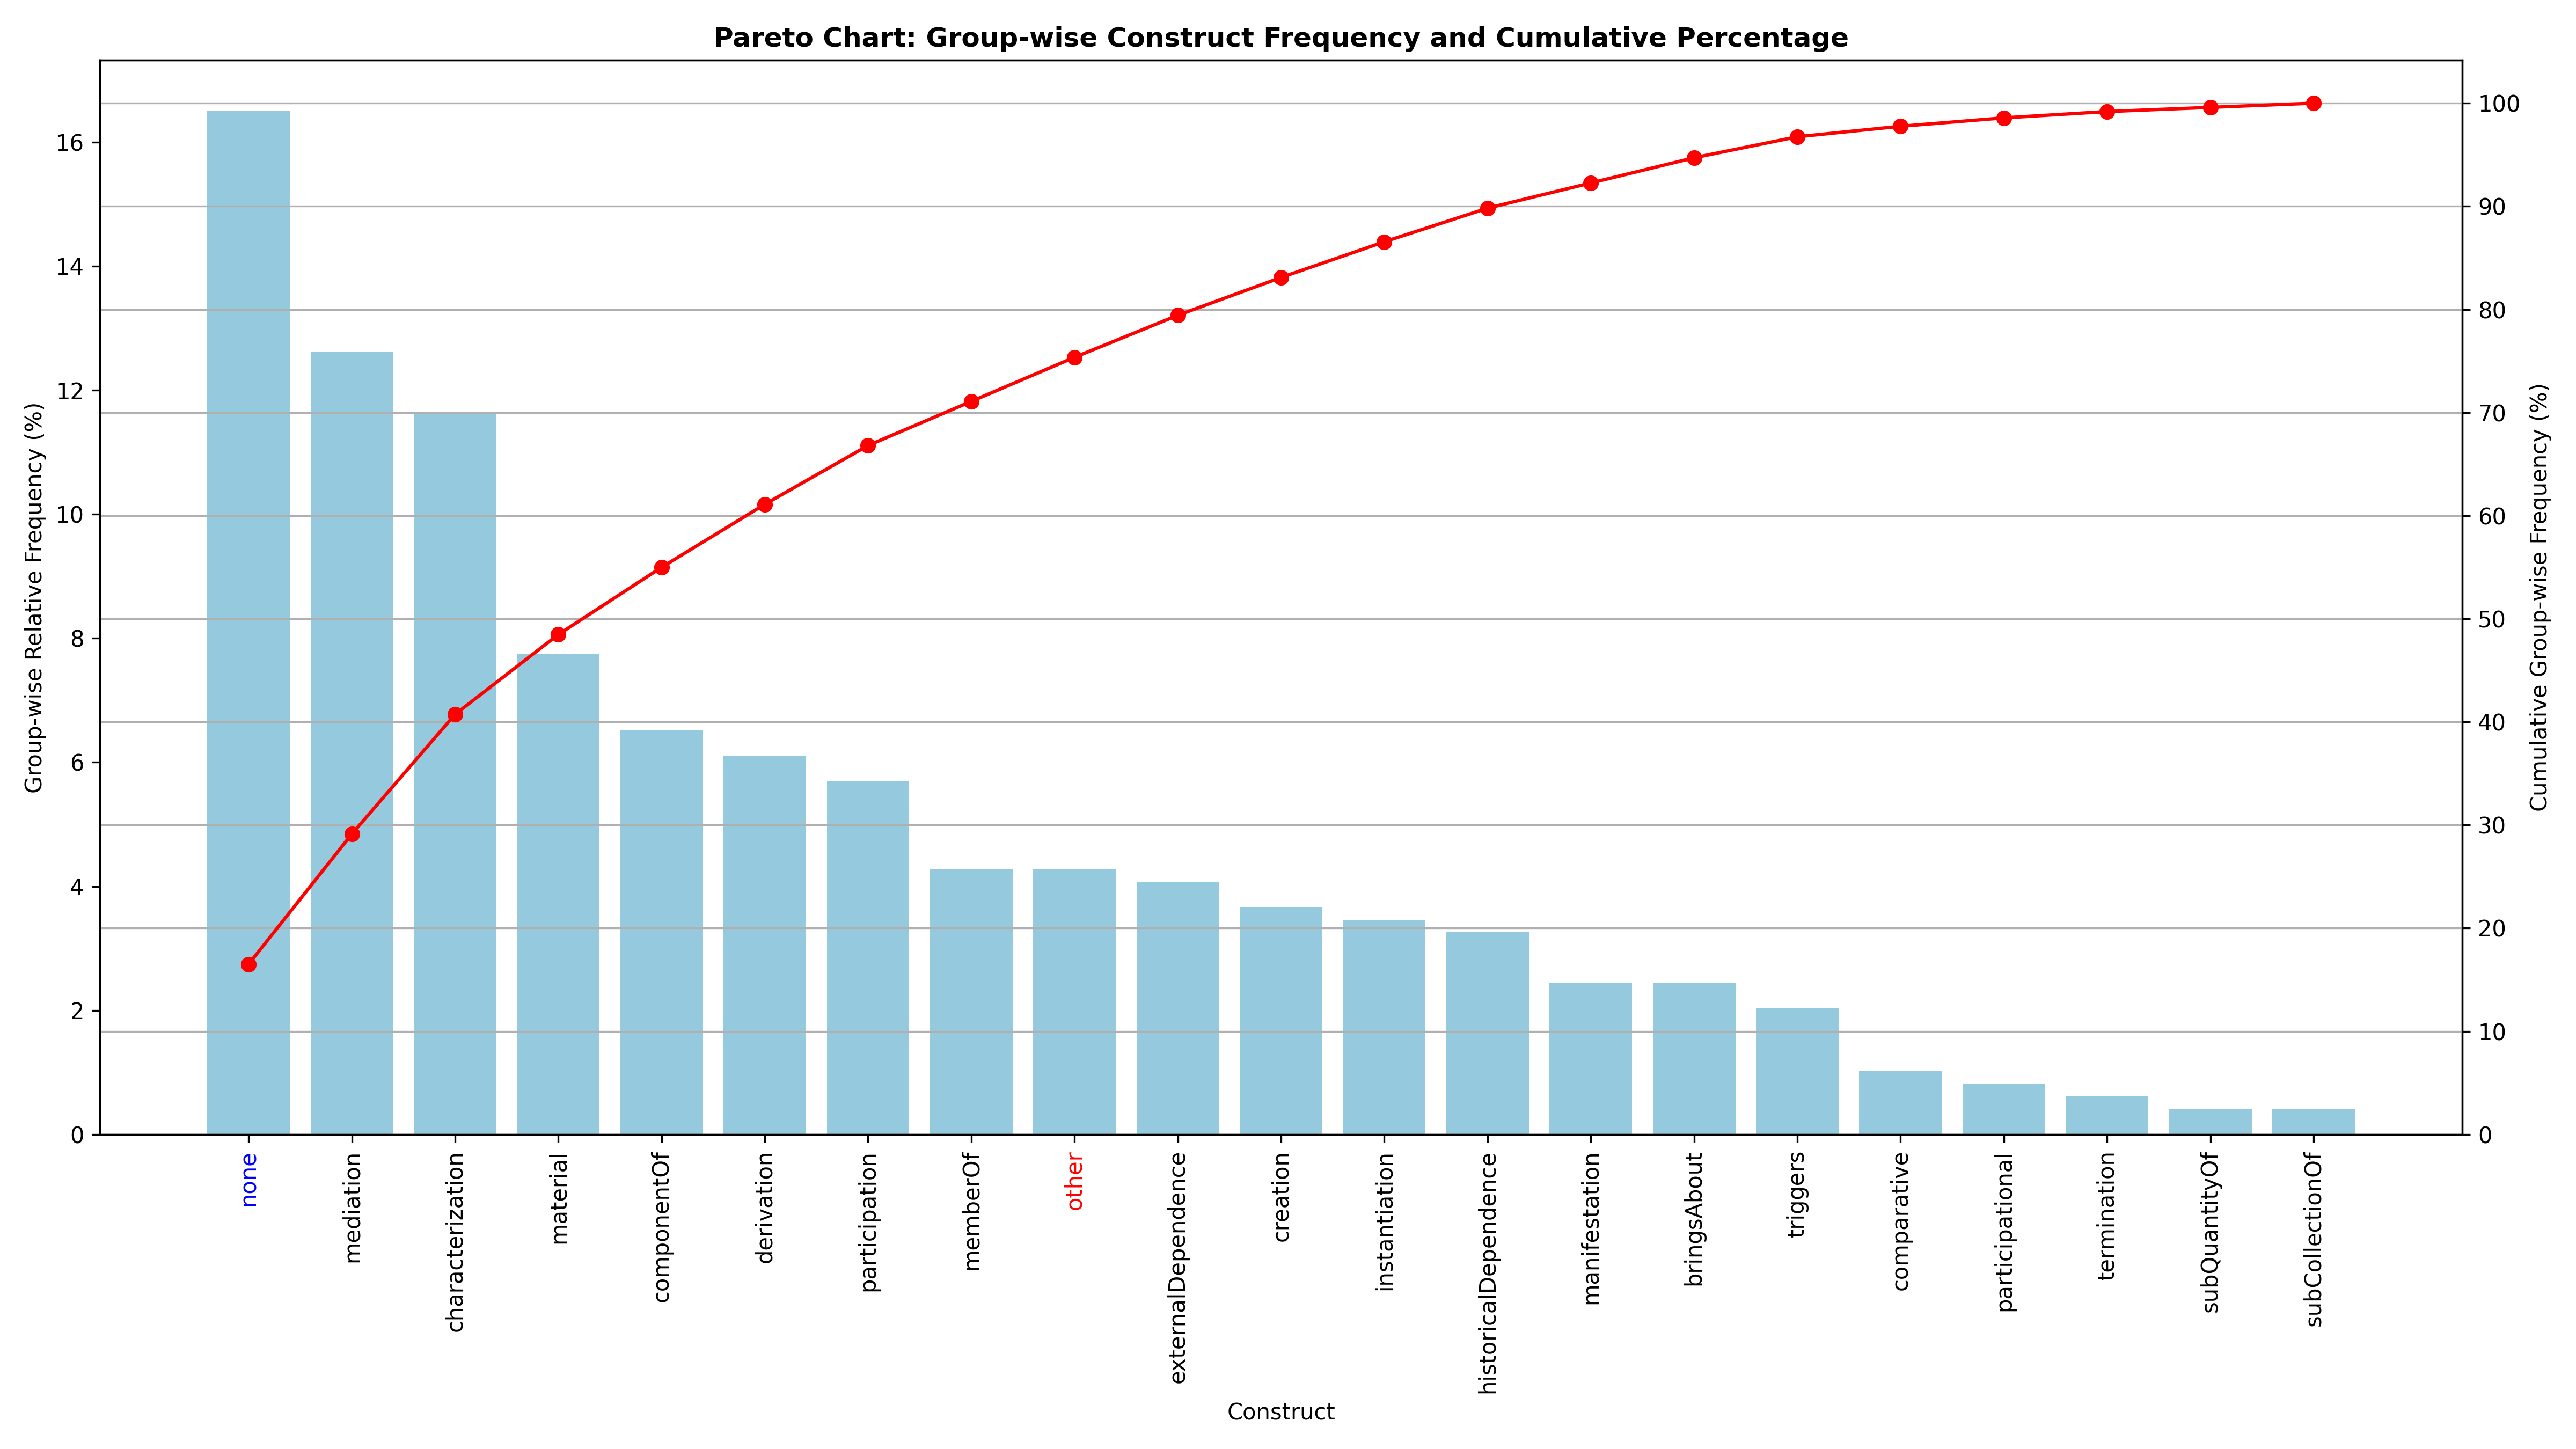 Pareto Chart: Group-wise Construct Frequency and Cumulative Percentage
Group-wise Relative Frequency (%)
16
14
12
10
8
6
4
2
0
100
90
80
70
60
50
40
30
20
10
0
Cumulative Group-wise Frequency (%)
none
mediation
characterization
material
componentOf
derivation
participation
memberOf
other
externalDependence
creation
instantiation
historicalDependence
manifestation
bringsAbout
triggers
comparative
participational
termination
subQuantityOf
subCollectionOf
Construct